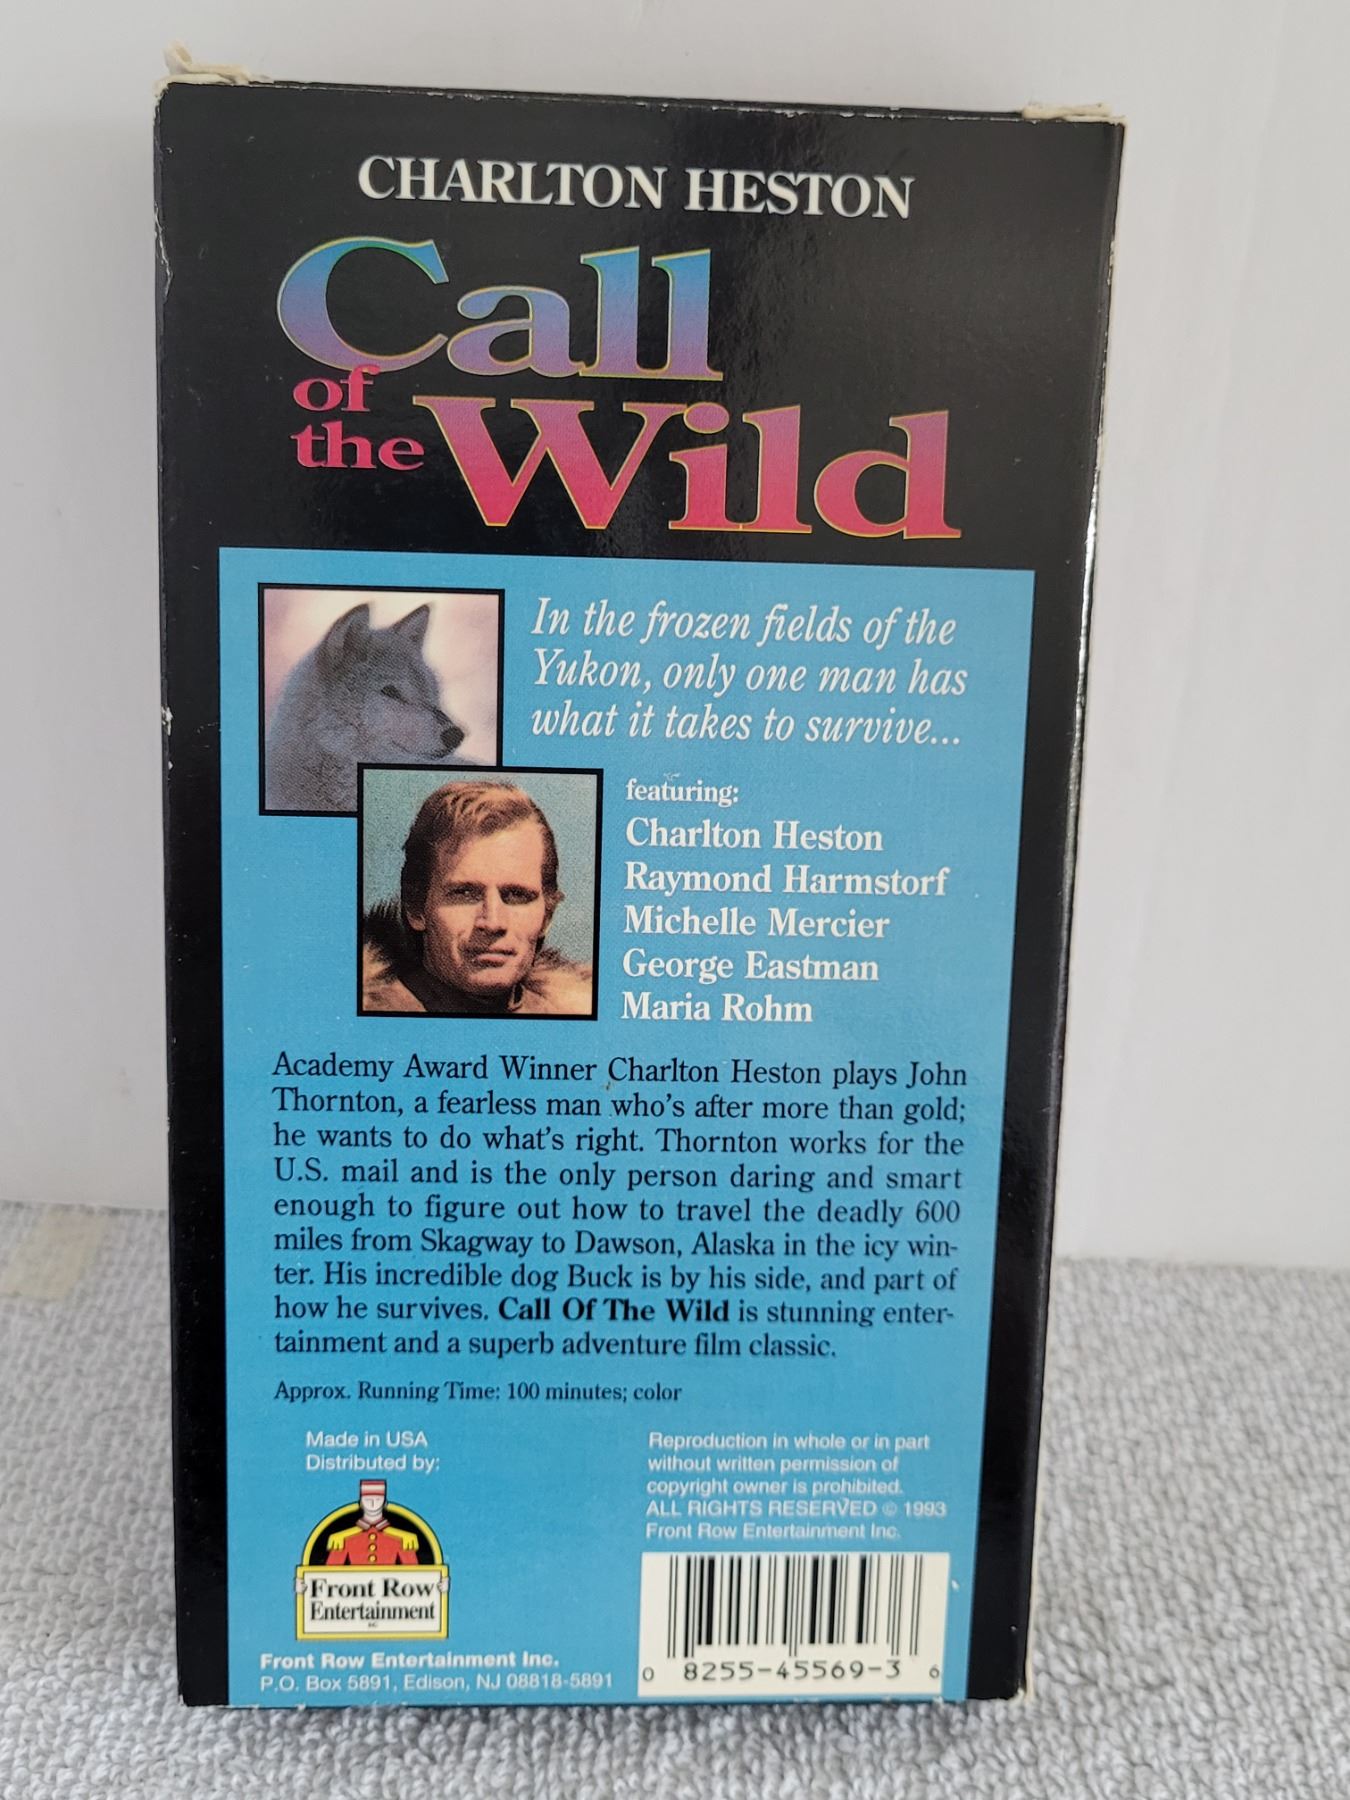 CHARLTON HESTON
Call
of
the Wild
In the frozen fields of the
Yukon, only one man has
what it takes to survive...
featuring:
Charlton Heston
Raymond Harmstorf
Michelle Mercier
George Eastman
Maria Rohm
Academy Award Winner Charlton Heston plays John
Thornton, a fearless man who's after more than gold;
he wants to do what's right. Thornton works for the
U.S. mail and is the only person daring and smart
enough to figure out how to travel the deadly 600
miles from Skagway to Dawson, Alaska in the icy win-
ter. His incredible dog Buck is by his side, and part of
how he survives. Call Of The Wild is stunning enter-
tainment and a superb adventure film classic.
Approx. Running Time: 100 minutes; color
Made in USA
Distributed by:
Front Row
Entertainment
Front Row Entertainment Inc.
P.O. Box 5891, Edison, NJ 08818-5891
Reproduction in whole or in part
without written permission of
copyright owner is prohibited.
ALL RIGHTS RESERVED © 1993
Front Row Entertainment Inc.
0 8255-45569-3 6